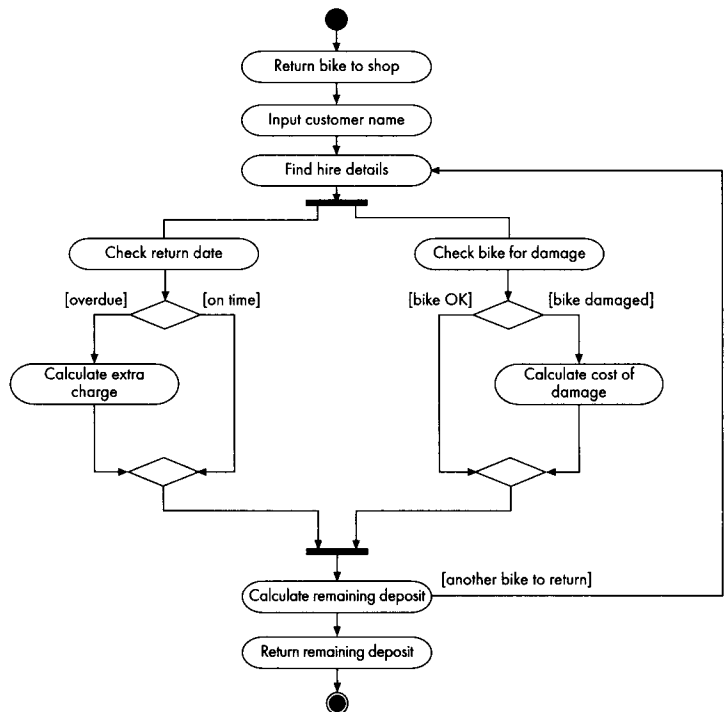 Return bike to shop
Input customer name
Find hire details
Check return date
Check bike for damage
[overdue]
[on time]
[bike OK]
[bike damaged]
Calculate extra
charge
Calculate cost of
damage
[another bike to return]
Calculate remaining deposit
Return remaining deposit